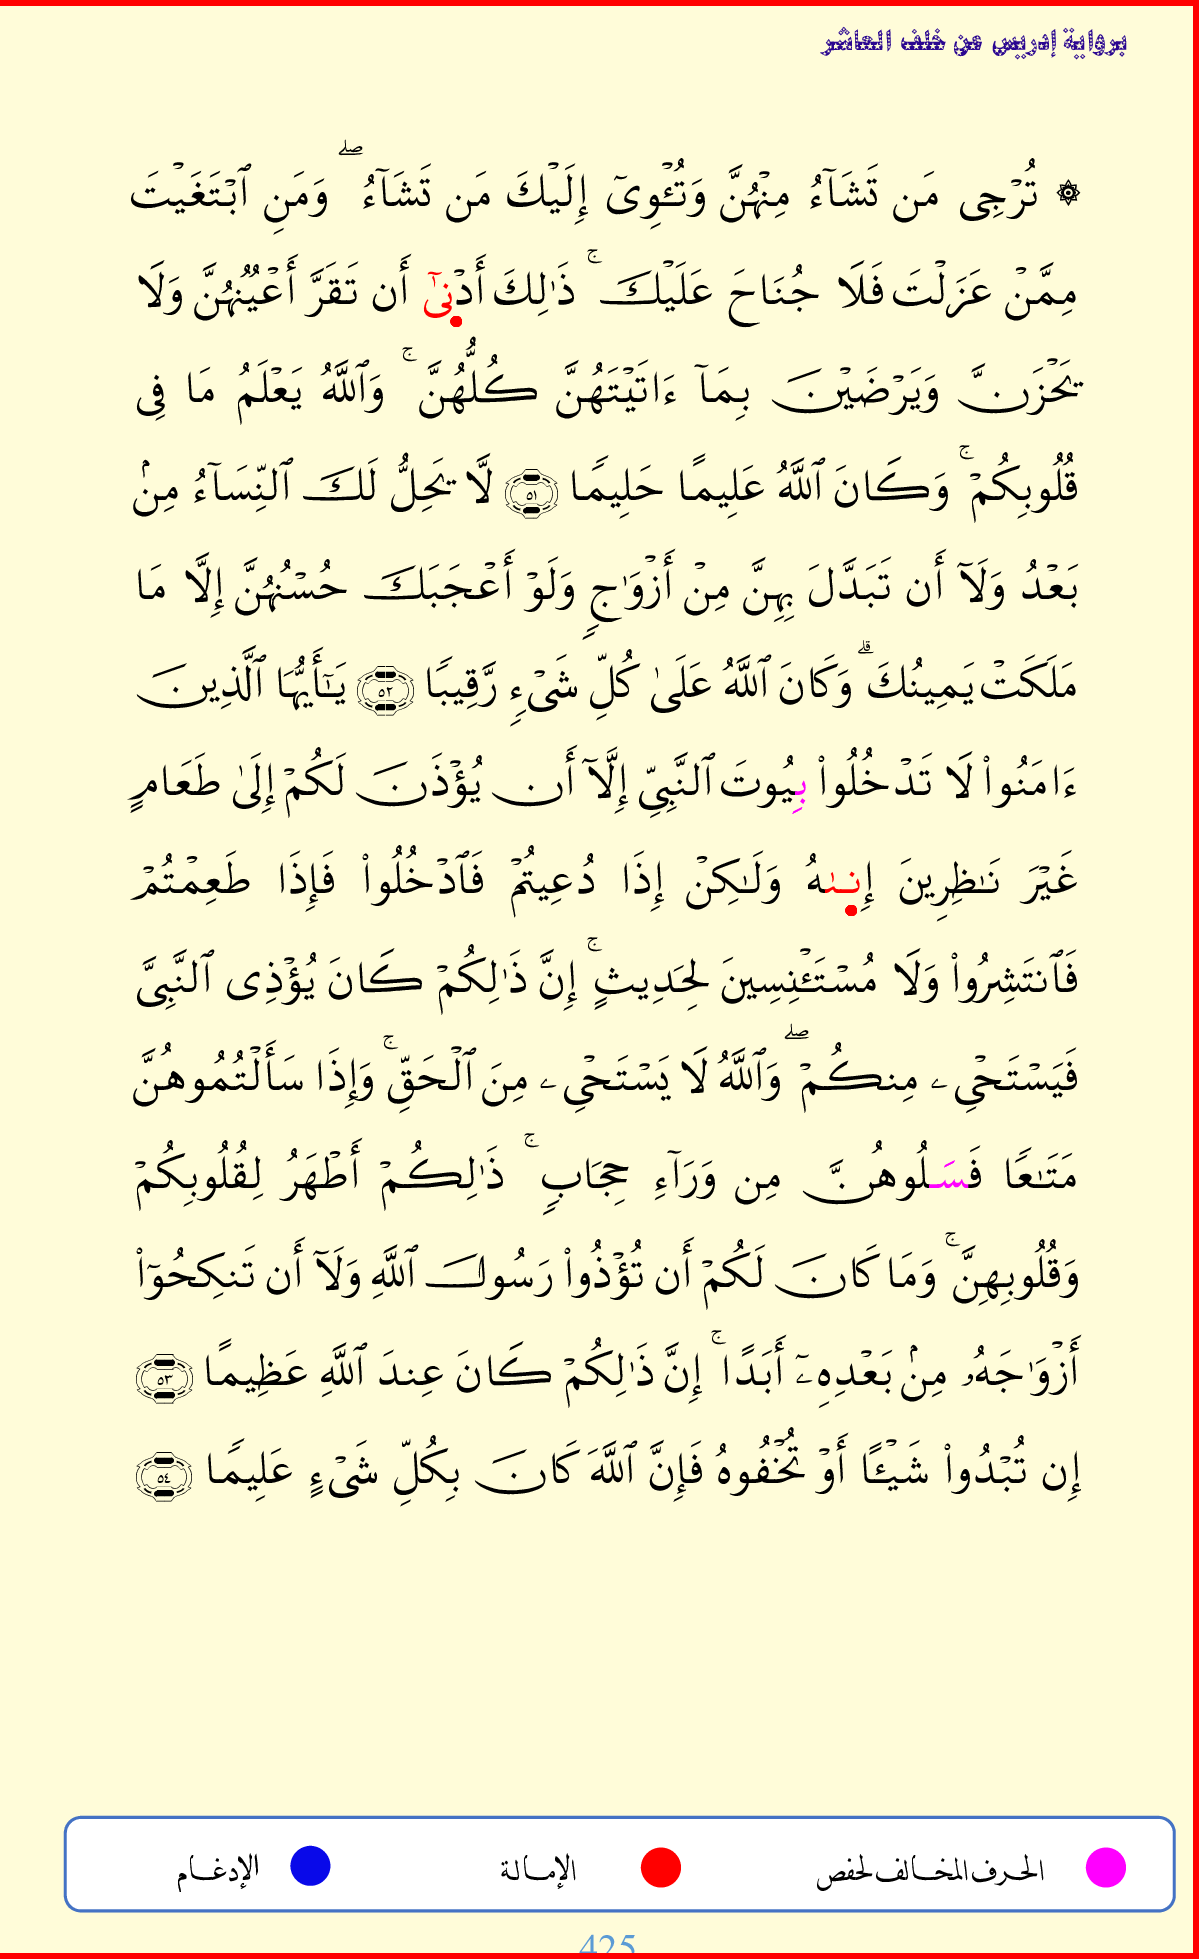 برواية إدريس عن خلف العاشر
۞ تُرْجِى مَن تَشَآءُ مِنْهُنَّ وَتُـْٔوِىٓ إِلَيْكَ مَن تَشَآءُ ۖ وَمَنِ ٱبْتَغَيْتَ
مِمَّنْ عَزَلْتَ فَلَا جُنَاحَ عَلَيْكَ ۚ ذَٰلِكَ أَدْنِىٰٓ أَن تَقَرَّ أَعْيُنُهُنَّ وَلَا
يَحْزَنَّ وَيَرْضَيْنَ بِمَآ ءَاتَيْتَهُنَّ كُلُّهُنَّ ۚ وَٱللَّهُ يَعْلَمُ مَا فِى
قُلُوبِكُمْ ۚ وَكَانَ ٱللَّهُ عَلِيمًا حَلِيمًا ٥١ لَّا يَحِلُّ لَكَ ٱلنِّسَآءُ مِنۢ
بَعْدُ وَلَآ أَن تَبَدَّلَ بِهِنَّ مِنْ أَزْوَٰجٍ وَلَوْ أَعْجَبَكَ حُسْنُهُنَّ إِلَّا مَا
مَلَكَتْ يَمِينُكَ ۗ وَكَانَ ٱللَّهُ عَلَىٰ كُلِّ شَىْءٍ رَّقِيبًا ٥٢ يَـٰٓأَيُّهَا ٱلَّذِينَ
ءَامَنُوا۟ لَا تَدْخُلُوا۟ بِيُوتَ ٱلنَّبِىِّ إِلَّآ أَن يُؤْذَنَ لَكُمْ إِلَىٰ طَعَامٍ
غَيْرَ نَـٰظِرِينَ إِنـىٰهُ وَلَـٰكِنْ إِذَا دُعِيتُمْ فَٱدْخُلُوا۟ فَإِذَا طَعِمْتُمْ
فَٱنتَشِرُوا۟ وَلَا مُسْتَـْٔنِسِينَ لِحَدِيثٍ ۚ إِنَّ ذَٰلِكُمْ كَانَ يُؤْذِى ٱلنَّبِىَّ
فَيَسْتَحْىِۦ مِنكُمْ ۖ وَٱللَّهُ لَا يَسْتَحْىِۦ مِنَ ٱلْحَقِّ ۚ وَإِذَا سَأَلْتُمُوهُنَّ
مَتَـٰعًا فَسَلُوهُنَّ مِن وَرَآءِ حِجَابٍ ۚ ذَٰلِكُمْ أَطْهَرُ لِقُلُوبِكُمْ
وَقُلُوبِهِنَّ ۚ وَمَا كَانَ لَكُمْ أَن تُؤْذُوا۟ رَسُولَ ٱللَّهِ وَلَآ أَن تَنكِحُوٓا۟
أَزْوَٰجَهُۥ مِنۢ بَعْدِهِۦٓ أَبَدًا ۚ إِنَّ ذَٰلِكُمْ كَانَ عِندَ ٱللَّهِ عَظِيمًا ٥٣
إِن تُبْدُوا۟ شَيْـًٔا أَوْ تُخْفُوهُ فَإِنَّ ٱللَّهَ كَانَ بِكُلِّ شَىْءٍ عَلِيمًا ٥٤
الحرف المخالف لحفص الإمالة الإدغام
425